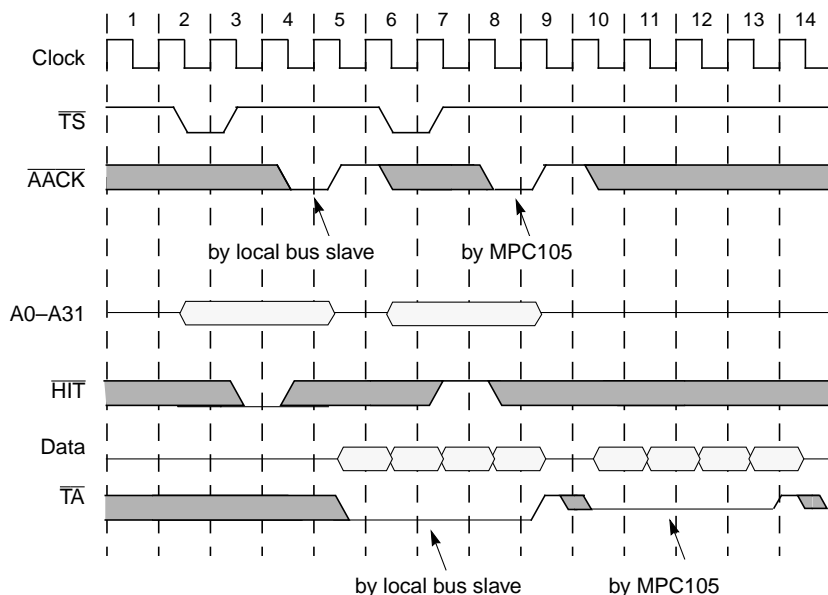 1 2 3 4 5 6 7 8 9 10 11 12 13 14
Clock
TS
AACK
by local bus slave by MPC105
A0–A31
HIT
Data
TA
by local bus slave by MPC105